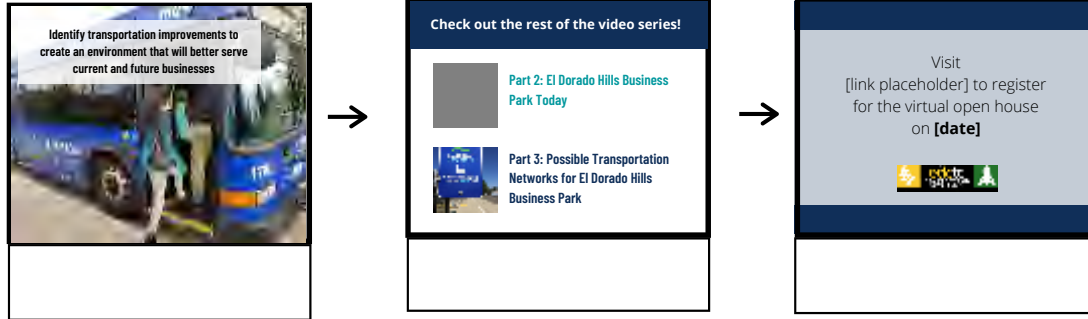 Identify transportation improvements to
create an environment that will better serve
current and future businesses
Check out the rest of the video series!
Part 2: El Dorado Hills Business
Park Today
Part 3: Possible Transportation
Networks for El Dorado Hills
Business Park
Visit
[link placeholder] to register
for the virtual open house
on [date]